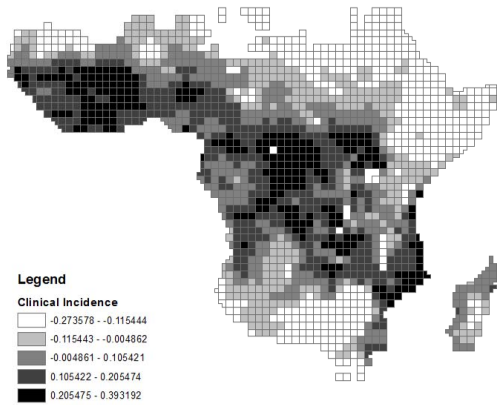 Legend
Clinical Incidence
-0.273578 - -0.115444
-0.115443 - -0.004862
-0.004861 - 0.105421
0.105422 - 0.205474
0.205475 - 0.393192